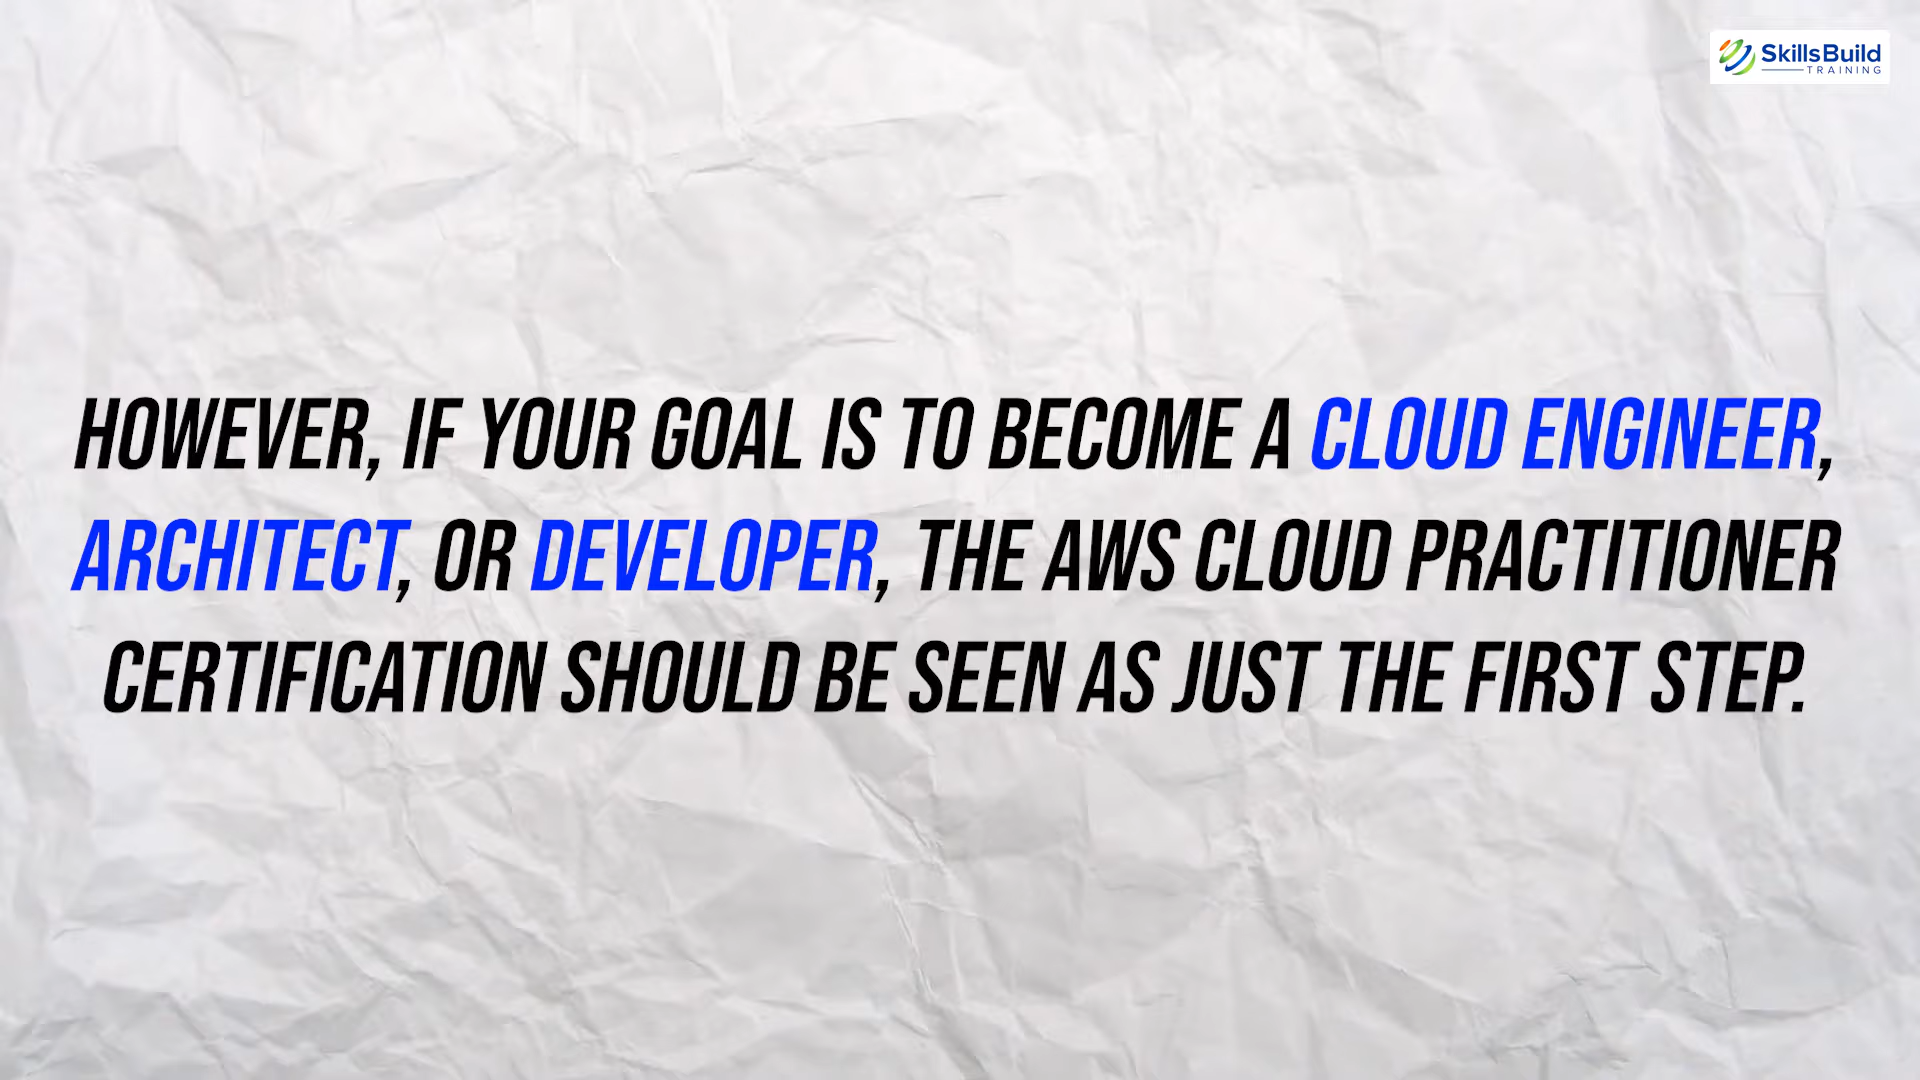 SkillsBuild
TRAINING
HOWEVER, IF YOUR GOAL IS TO BECOME A CLOUD ENGINEER,
ARCHITECT, OR DEVELOPER, THE AWS CLOUD PRACTITIONER
CERTIFICATION SHOULD BE SEEN AS JUST THE FIRST STEP.